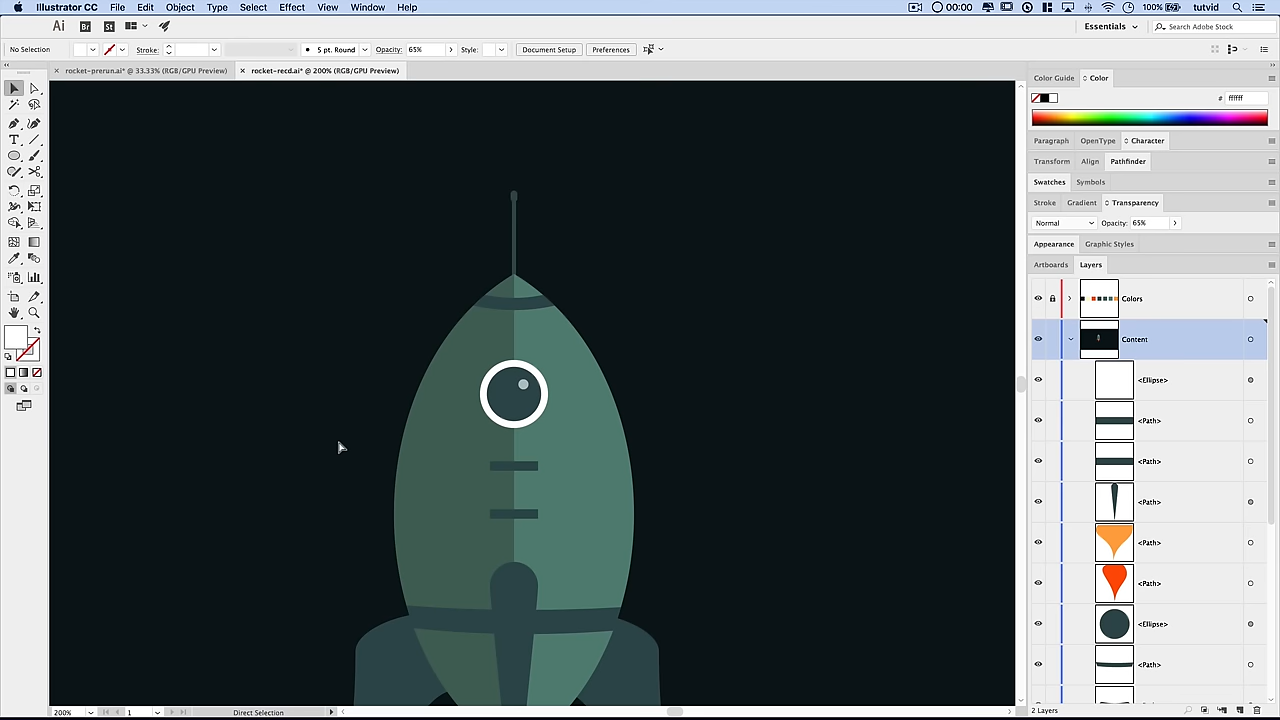 Illustrator CC File Edit Object Type Select Effect View Window Help 00:00 100% tutvid
Ai Br St Essentials Search Adobe Stock
No Selection Stroke: 5 pt. Round Opacity: 65% Style: Document Setup Preferences
× rocket-prerun.ai* @ 33.33% (RGB/GPU Preview) × rocket-recd.ai* @ 200% (RGB/GPU Preview)
Color Guide Color
# ffffff
Paragraph OpenType Character
Transform Align Pathfinder
Swatches Symbols
Stroke Gradient Transparency
Normal Opacity: 65%
Appearance Graphic Styles
Artboards Layers
Colors
Content
<Ellipse>
<Path>
<Path>
<Path>
<Path>
<Path>
<Ellipse>
<Path>
200% 1 Direct Selection 2 Layers